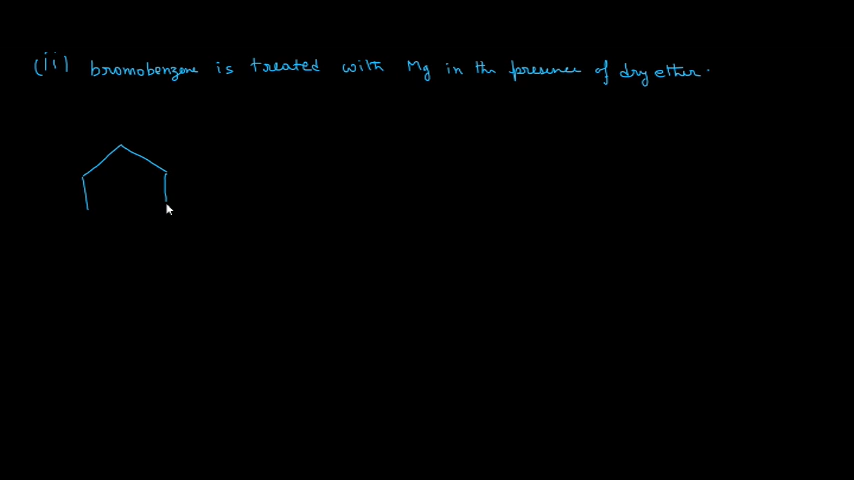 (ii) bromobenzene is treated with Mg in the presence of dry ether.